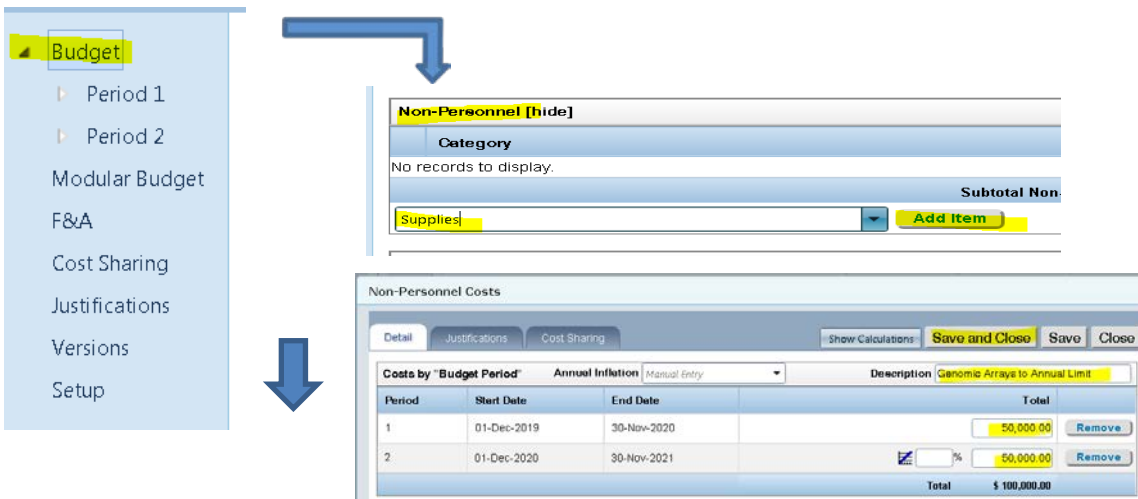 Budget
Period 1
Period 2
Modular Budget
F&A
Cost Sharing
Justifications
Versions
Setup
Non-Personnel [hide]
Category
No records to display.
Subtotal Non-
Supplies Add Item
Non-Personnel Costs
Detail Justifications Cost Sharing Show Calculations Save and Close Save Close
Costs by "Budget Period" Annual Inflation Manual Entry Description Genomic Arrays to Annual Limit
Period Start Date End Date Total
1 01-Dec-2019 30-Nov-2020 50,000.00 Remove
2 01-Dec-2020 30-Nov-2021 % 50,000.00 Remove
Total $ 100,000.00